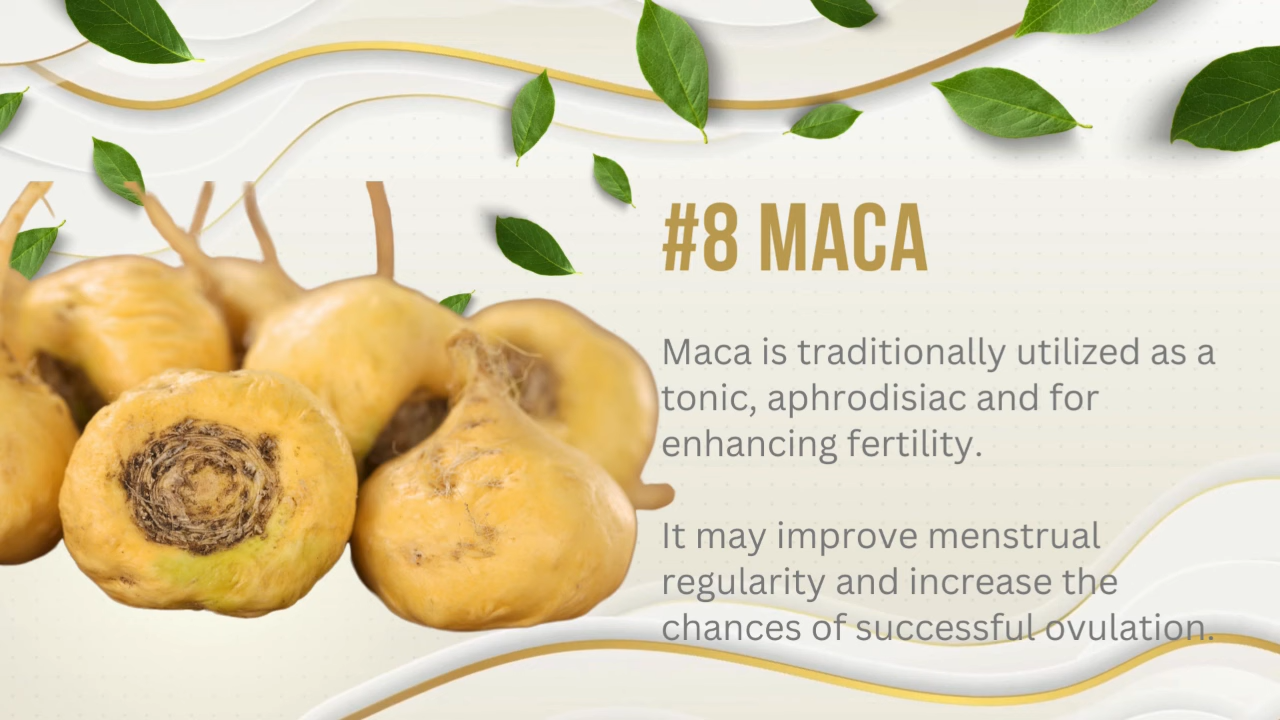 #8 MACA
Maca is traditionally utilized as a
tonic, aphrodisiac and for
enhancing fertility.
It may improve menstrual
regularity and increase the
chances of successful ovulation.